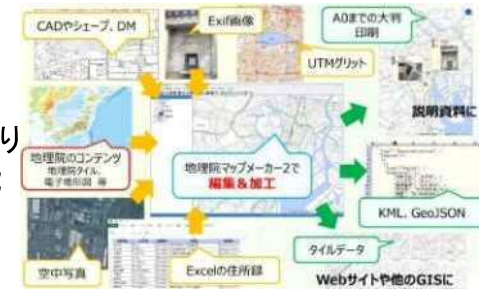 CADやシェープ、DM
Exif画像
A0までの大判
印刷
UTMグリット
説明資料に
り
地理院のコンテンツ
地理院タイル、
電子地形図 等
地理院マップメーカー2で
編集&加工
KML、GeoJSON
タイルデータ
空中写真
Excelの住所録
Webサイトや他のGISに